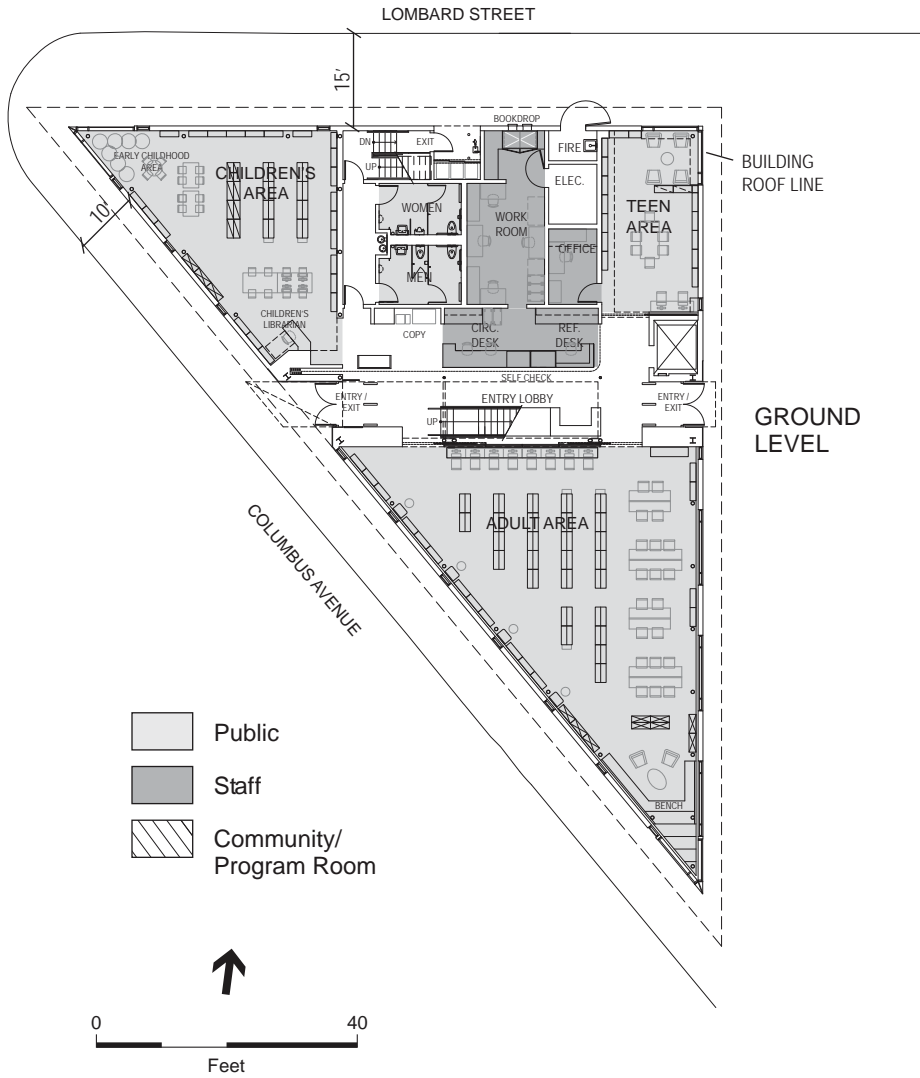 LOMBARD STREET
15'
BOOKDROP
DN
EXIT
FIRE
UP
EARLY CHILDHOOD
AREA
CHILDREN'S
AREA
ELEC.
BUILDING
ROOF LINE
10'
WOMEN
WORK
ROOM
TEEN
AREA
OFFICE
MEN
CHILDREN'S
LIBRARIAN
COPY
CIRC.
DESK
REF.
DESK
SELF CHECK
ENTRY /
EXIT
ENTRY LOBBY
ENTRY /
EXIT
UP
GROUND
LEVEL
ADULT AREA
COLUMBUS AVENUE
BENCH
Public
Staff
Community/
Program Room
0
40
Feet